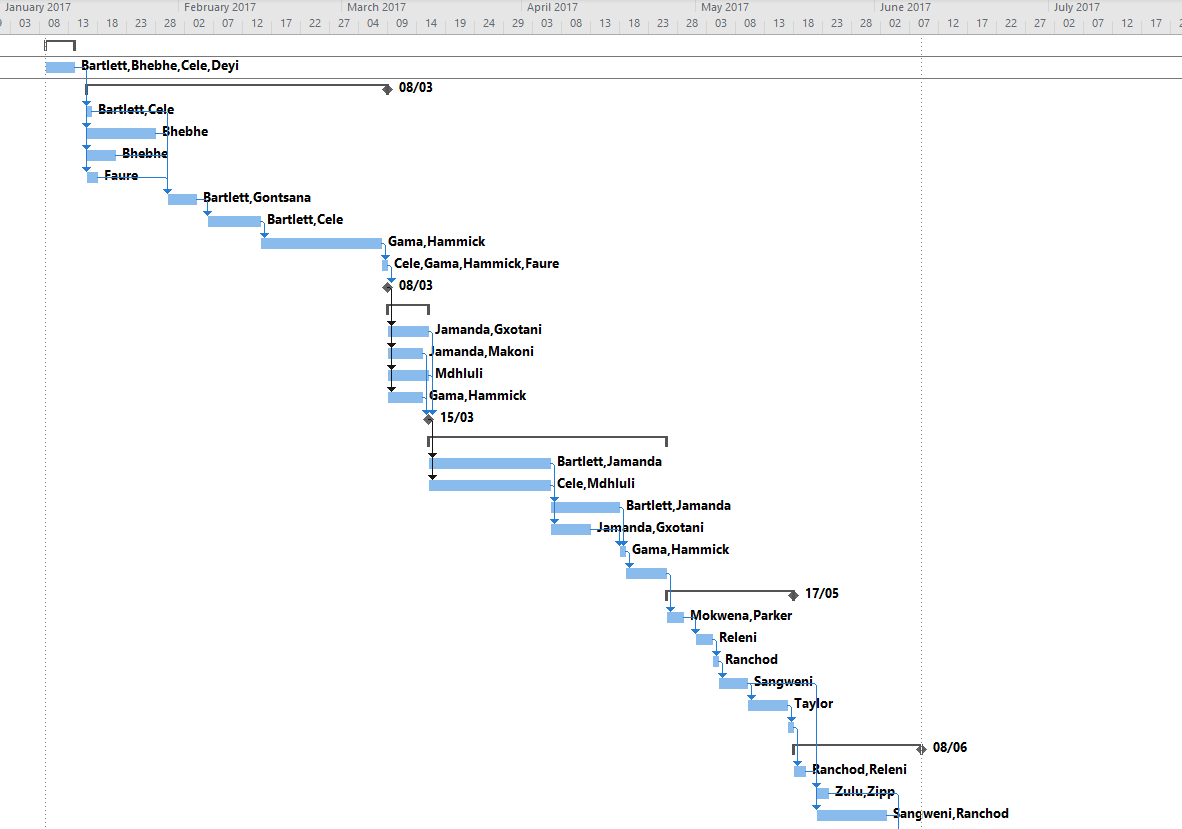 January 2017 February 2017 March 2017 April 2017 May 2017 June 2017 July 2017
03 08 13 18 23 28 02 07 12 17 22 27 04 09 14 19 24 29 03 08 13 18 23 28 03 08 13 18 23 28 02 07 12 17 22 27 02 07 12 17
Bartlett,Bhebhe,Cele,Deyi
08/03
Bartlett,Cele
Bhebhe
Bhebhe
Faure
Bartlett,Gontsana
Bartlett,Cele
Gama,Hammick
Cele,Gama,Hammick,Faure
08/03
Jamanda,Gxotani
Jamanda,Makoni
Mdhluli
Gama,Hammick
15/03
Bartlett,Jamanda
Cele,Mdhluli
Bartlett,Jamanda
Jamanda,Gxotani
Gama,Hammick
17/05
Mokwena,Parker
Releni
Ranchod
Sangweni
Taylor
08/06
Ranchod,Releni
Zulu,Zipp
Sangweni,Ranchod